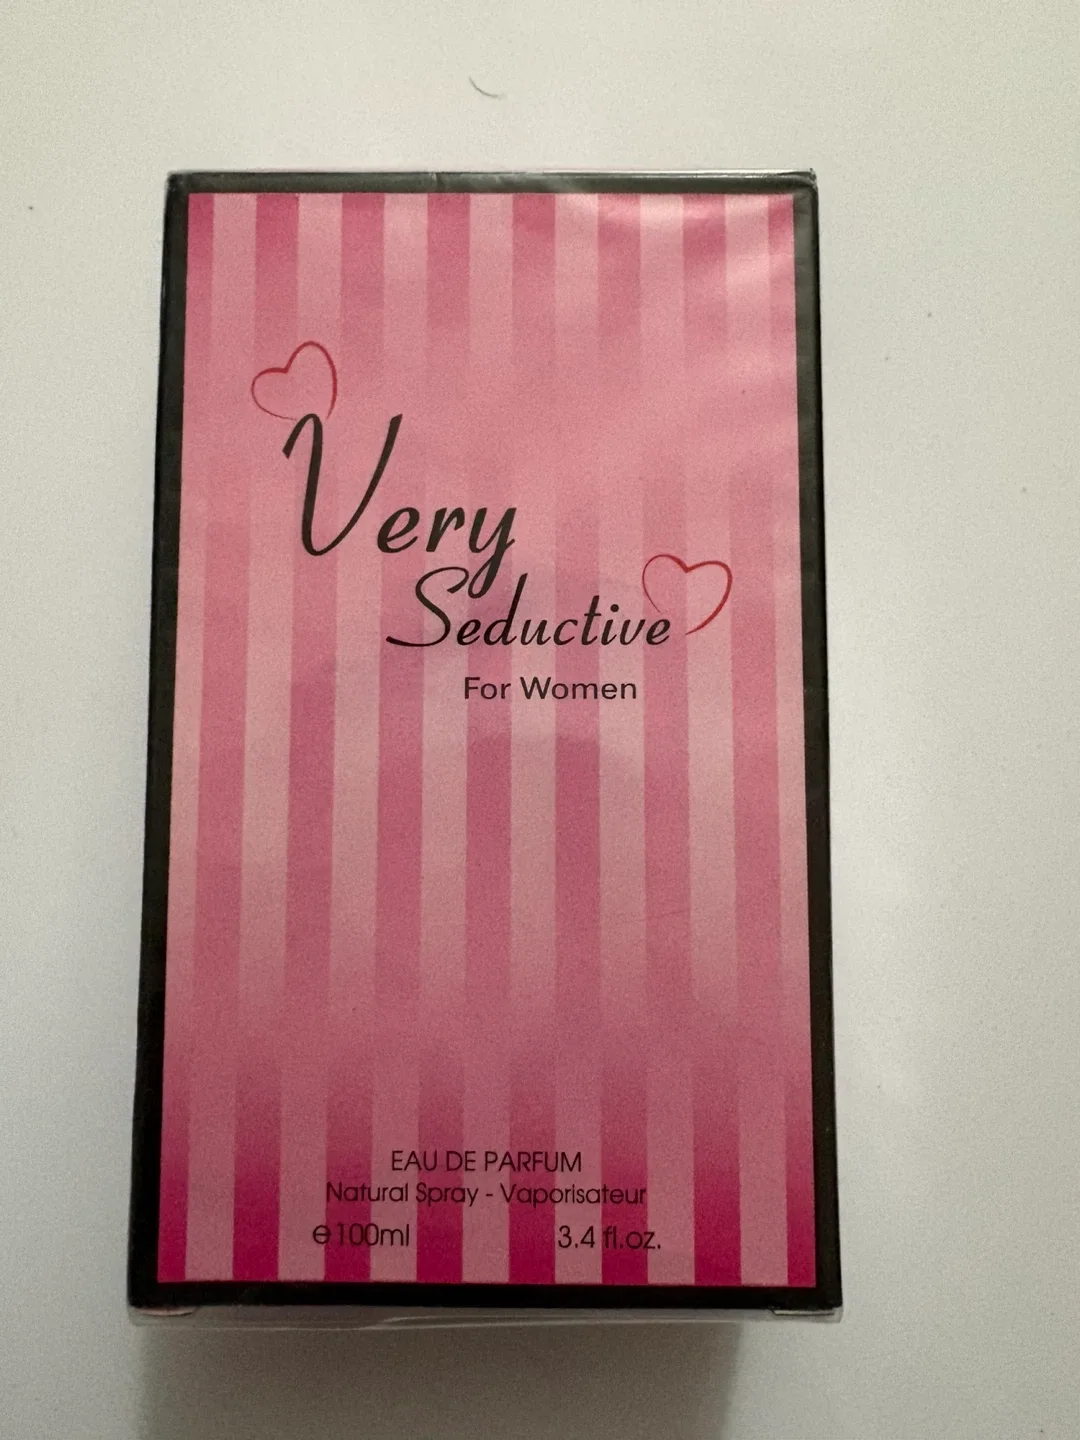 Very
Seductive
For Women
EAU DE PARFUM
Natural Spray - Vaporisateur
℮100ml 3.4 fl.oz.